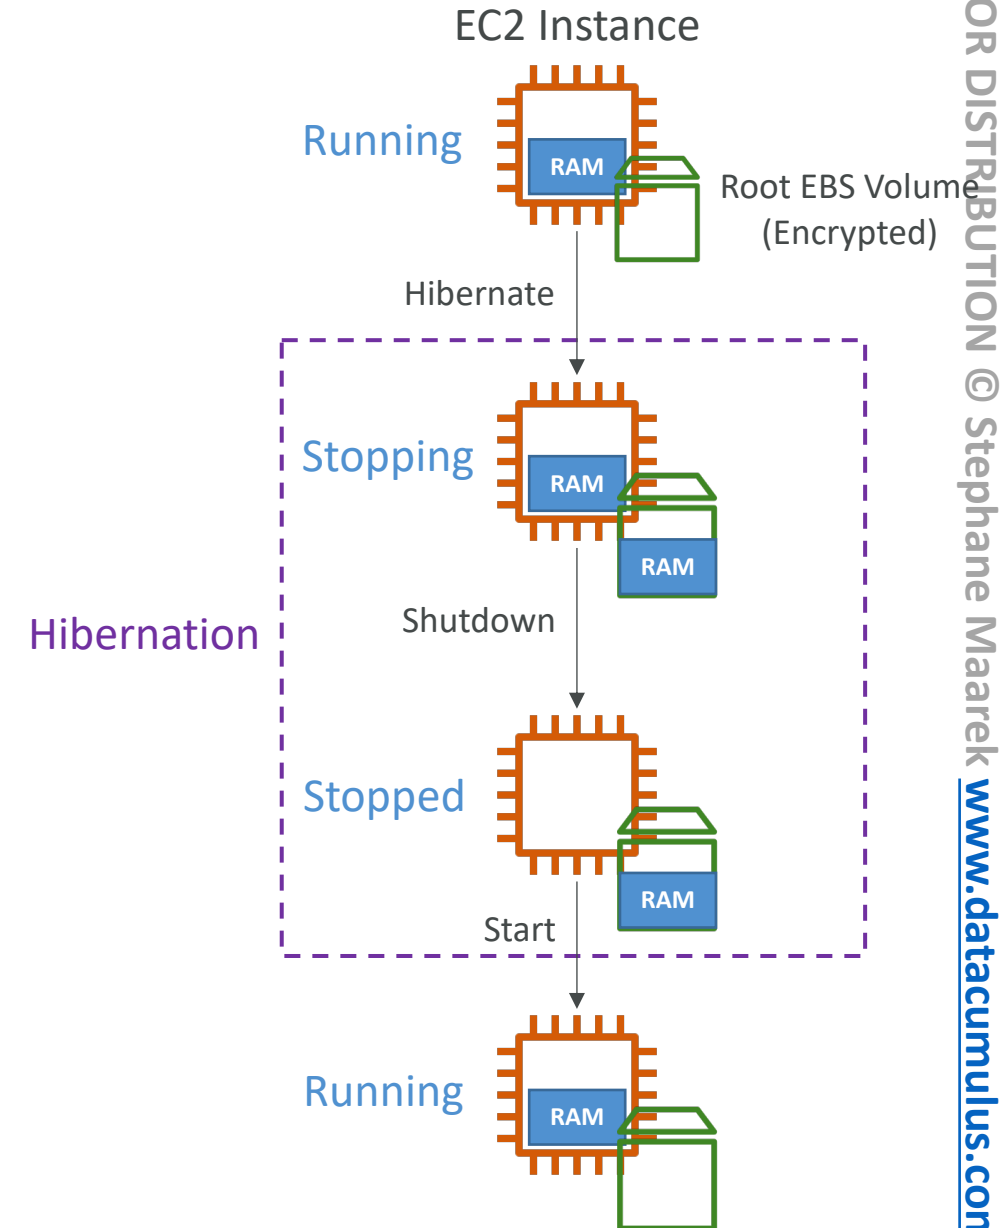 EC2 Instance
Running
RAM
Root EBS Volume
(Encrypted)
Hibernate
Stopping
RAM
RAM
Hibernation
Shutdown
Stopped
RAM
Start
Running
RAM
OR DISTRIBUTION © Stephane Maarek www.datacumulus.com